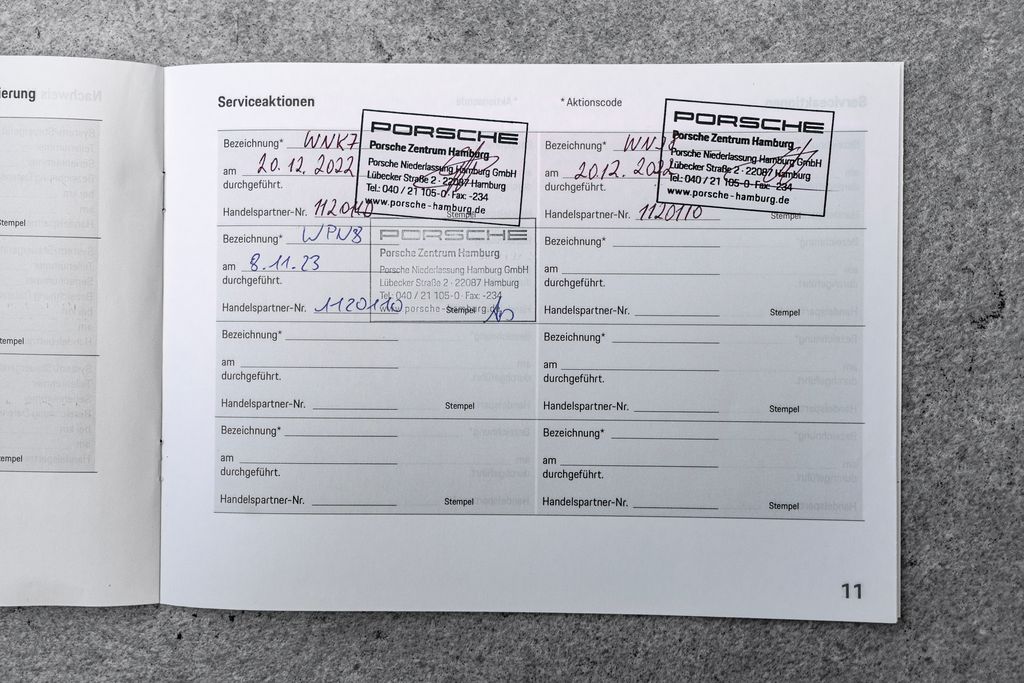 ierung
Stempel
tempel
empel
Serviceaktionen
* Aktionscode
Bezeichnung* WNK7
am 20.12.2022
durchgeführt.
Handelspartner-Nr. 1120110
Stempel
PORSCHE
Porsche Zentrum Hamburg
Porsche Niederlassung Hamburg GmbH
Lübecker Straße 2 · 22087 Hamburg
Tel.: 040 / 21 105-0 · Fax: -234
www.porsche-hamburg.de
Bezeichnung*
am 20.12.2022
durchgeführt.
Handelspartner-Nr. 1120110
PORSCHE
Porsche Zentrum Hamburg
Porsche Niederlassung Hamburg GmbH
Lübecker Straße 2 · 22087 Hamburg
Tel.: 040 / 21 105-0 · Fax: -234
www.porsche-hamburg.de
Bezeichnung* WPN8
am 8.11.23
durchgeführt.
Handelspartner-Nr. 1120110
Stempel
PORSCHE
Porsche Zentrum Hamburg
Porsche Niederlassung Hamburg GmbH
Lübecker Straße 2 · 22087 Hamburg
Tel.: 040 / 21 105-0 · Fax: -234
www.porsche-hamburg.de
Bezeichnung*
am
durchgeführt.
Handelspartner-Nr.
Stempel
Bezeichnung*
am
durchgeführt.
Handelspartner-Nr.
Stempel
Bezeichnung*
am
durchgeführt.
Handelspartner-Nr.
Stempel
Bezeichnung*
am
durchgeführt.
Handelspartner-Nr.
Stempel
Bezeichnung*
am
durchgeführt.
Handelspartner-Nr.
Stempel
11